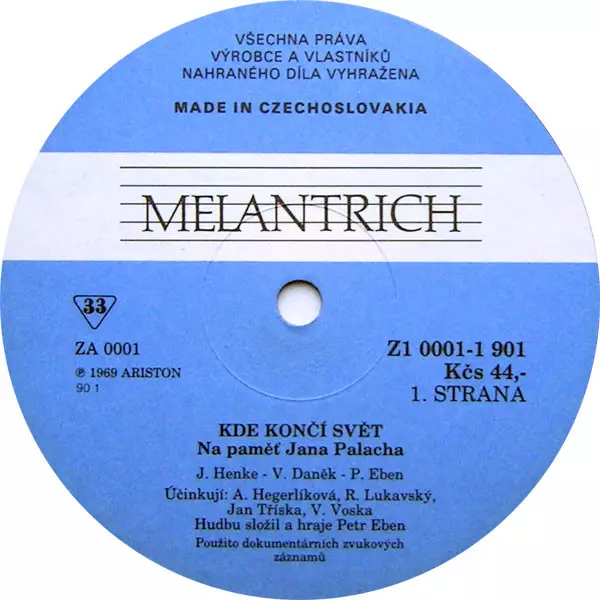 VŠECHNA PRÁVA
VÝROBCE A VLASTNÍKŮ
NAHRANÉHO DÍLA VYHRAŽENA
MADE IN CZECHOSLOVAKIA
MELANTRICH
33
ZA 0001
℗ 1969 ARISTON
90 1
Z1 0001-1 901
Kčs 44,-
1. STRANA
KDE KONČÍ SVĚT
Na paměť Jana Palacha
J. Henke - V. Daněk - P. Eben
Účinkují: A. Hegerlíková, R. Lukavský,
Jan Tříska, V. Voska
Hudbu složil a hraje Petr Eben
Použito dokumentárních zvukových
záznamů